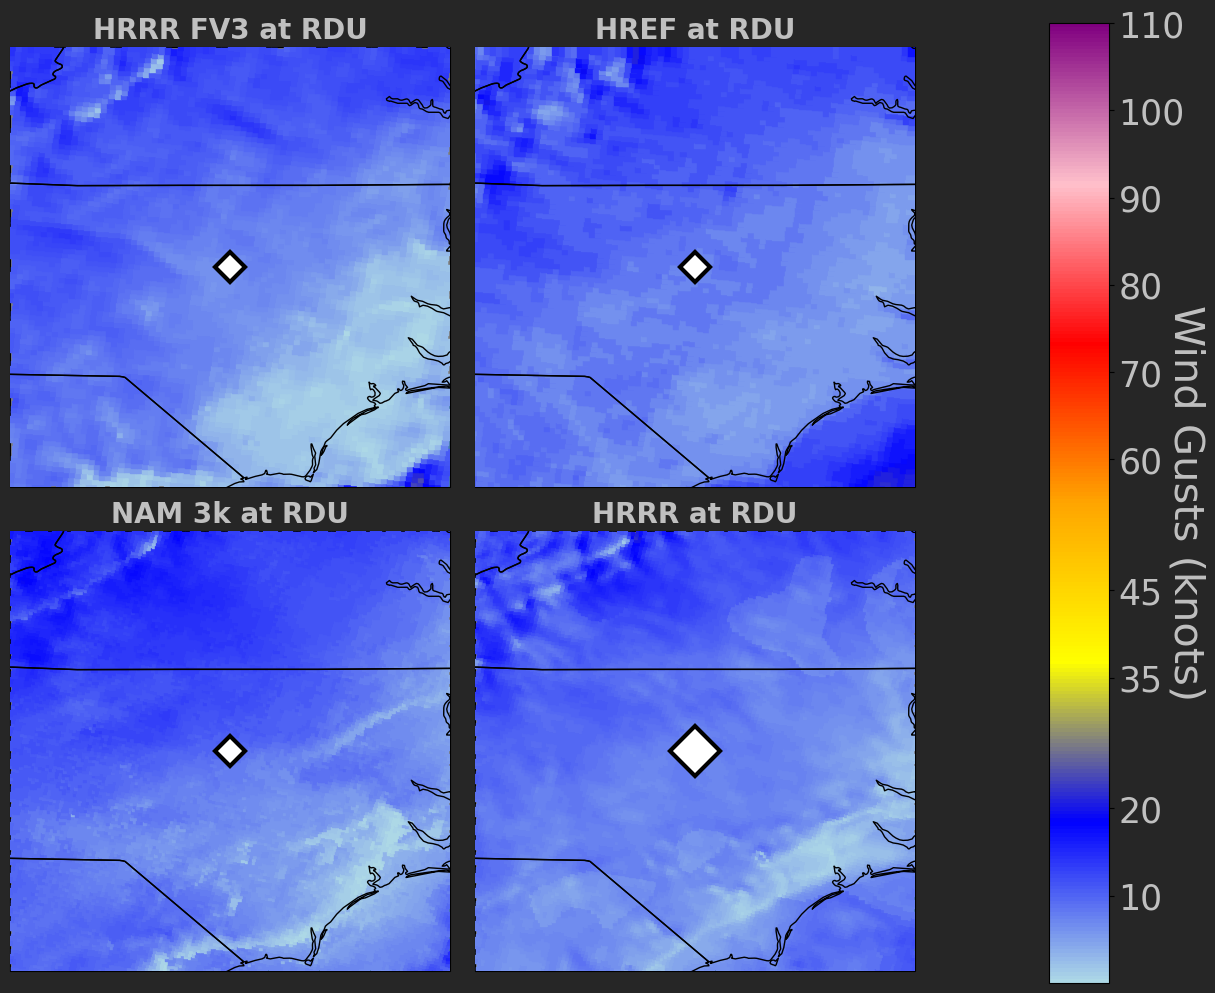 HRRR FV3 at RDU
HREF at RDU
NAM 3k at RDU
HRRR at RDU
110
100
90
80
70
60
45
35
20
10
Wind Gusts (knots)